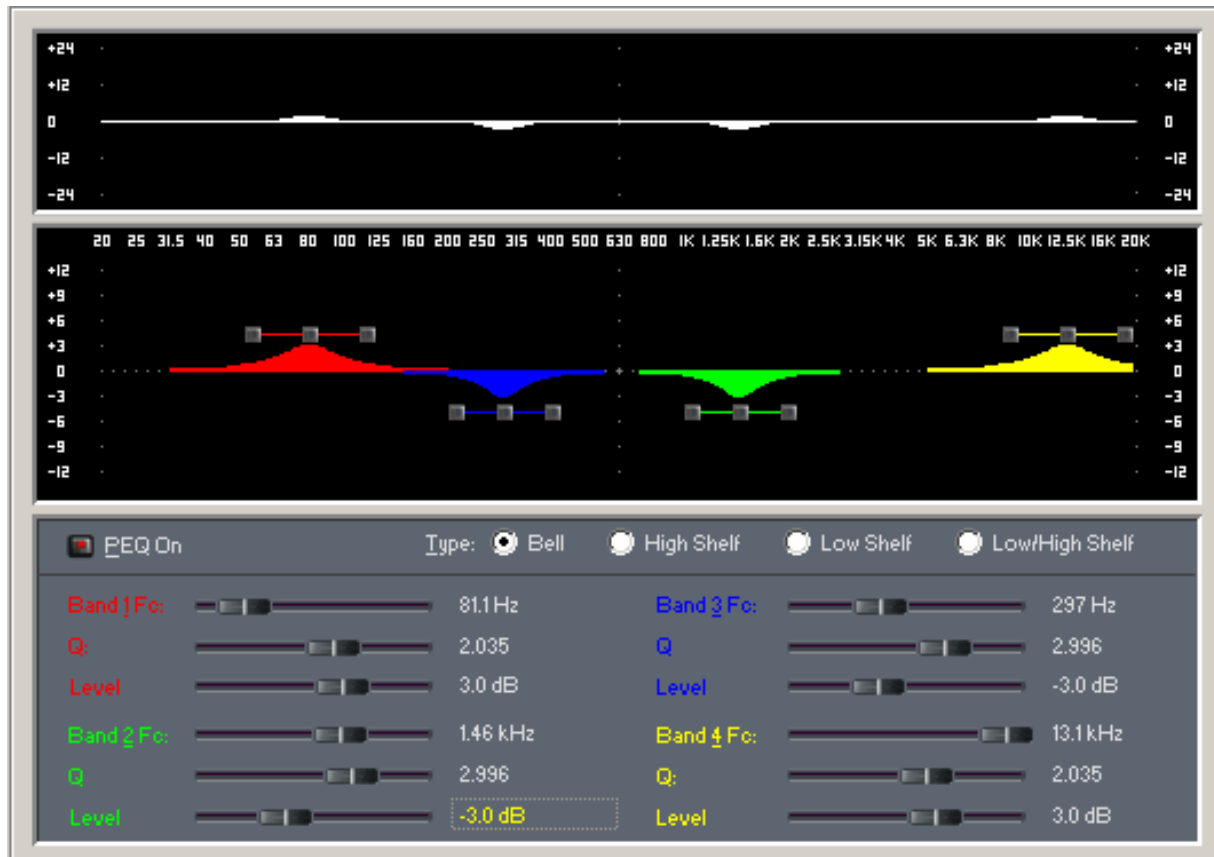 +24 +24
+12 +12
0 0
-12 -12
-24 -24
20 25 31.5 40 50 63 80 100 125 160 200 250 315 400 500 630 800 1K 1.25K 1.6K 2K 2.5K 3.15K 4K 5K 6.3K 8K 10K 12.5K 16K 20K
+12 +12
+9 +9
+6 +6
+3 +3
0 0
-3 -3
-6 -6
-9 -9
-12 -12
PEQ On Type: Bell High Shelf Low Shelf Low/High Shelf
Band 1 Fc: 81.1 Hz Band 3 Fc: 297 Hz
Q: 2.035 Q 2.996
Level 3.0 dB Level -3.0 dB
Band 2 Fc: 1.46 kHz Band 4 Fc: 13.1 kHz
Q 2.996 Q: 2.035
Level -3.0 dB Level 3.0 dB